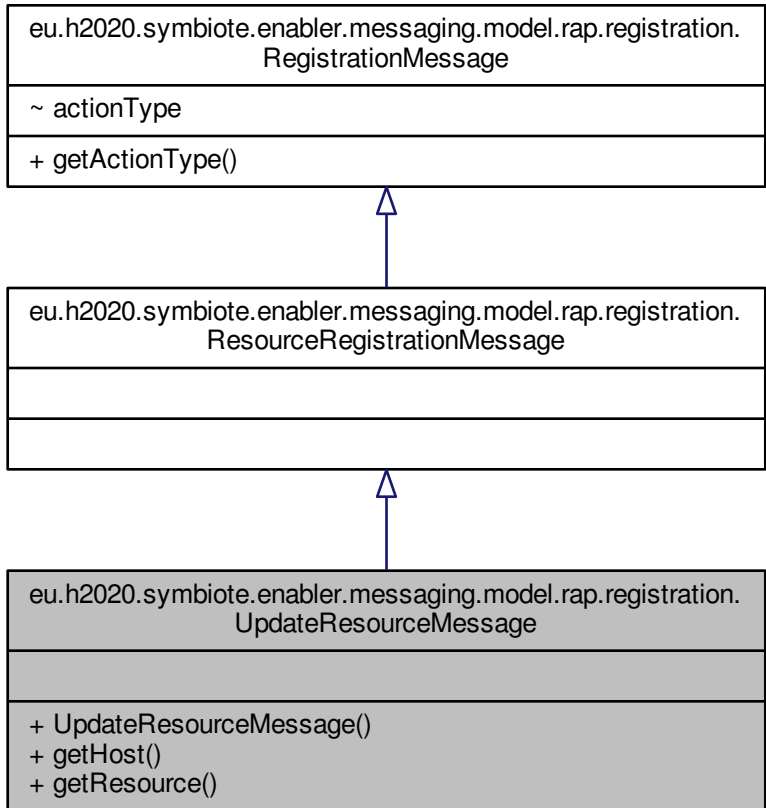 eu.h2020.symbiote.enabler.messaging.model.rap.registration.
RegistrationMessage
~ actionType
+ getActionType()
eu.h2020.symbiote.enabler.messaging.model.rap.registration.
ResourceRegistrationMessage
eu.h2020.symbiote.enabler.messaging.model.rap.registration.
UpdateResourceMessage
+ UpdateResourceMessage()
+ getHost()
+ getResource()